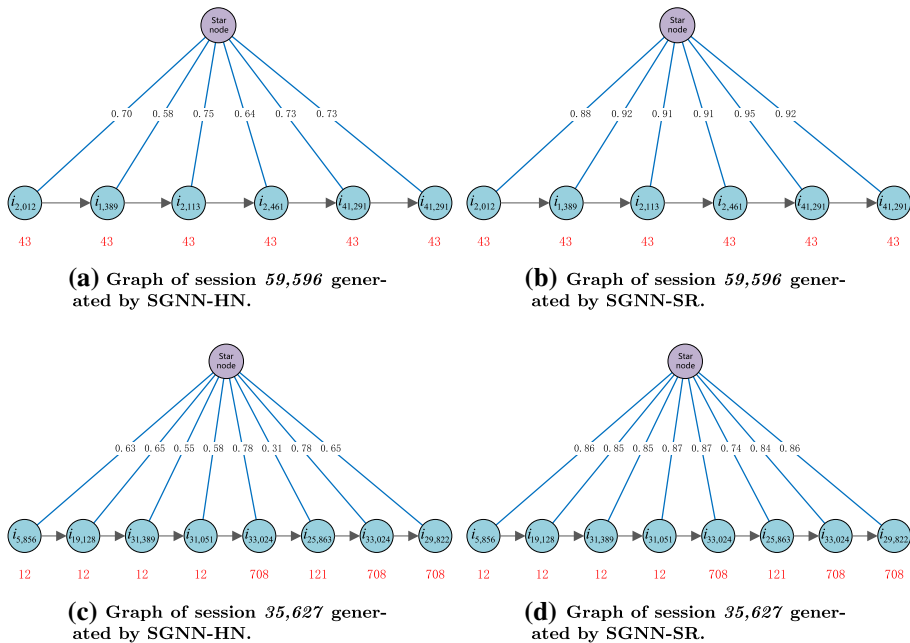 Star node
0.70 0.58 0.75 0.64 0.73 0.73
i2,012 i1,389 i2,113 i2,461 i41,291 i41,291
43 43 43 43 43 43
(a) Graph of session 59,596 gener-
ated by SGNN-HN.
Star node
0.88 0.92 0.91 0.91 0.95 0.92
i2,012 i1,389 i2,113 i2,461 i41,291 i41,291
43 43 43 43 43 43
(b) Graph of session 59,596 gener-
ated by SGNN-SR.
Star node
0.63 0.65 0.55 0.58 0.78 0.31 0.78 0.65
i5,856 i19,128 i31,389 i31,051 i33,024 i25,863 i33,024 i29,822
12 12 12 12 708 121 708 708
(c) Graph of session 35,627 gener-
ated by SGNN-HN.
Star node
0.86 0.85 0.85 0.87 0.87 0.74 0.84 0.86
i5,856 i19,128 i31,389 i31,051 i33,024 i25,863 i33,024 i29,822
12 12 12 12 708 121 708 708
(d) Graph of session 35,627 gener-
ated by SGNN-SR.